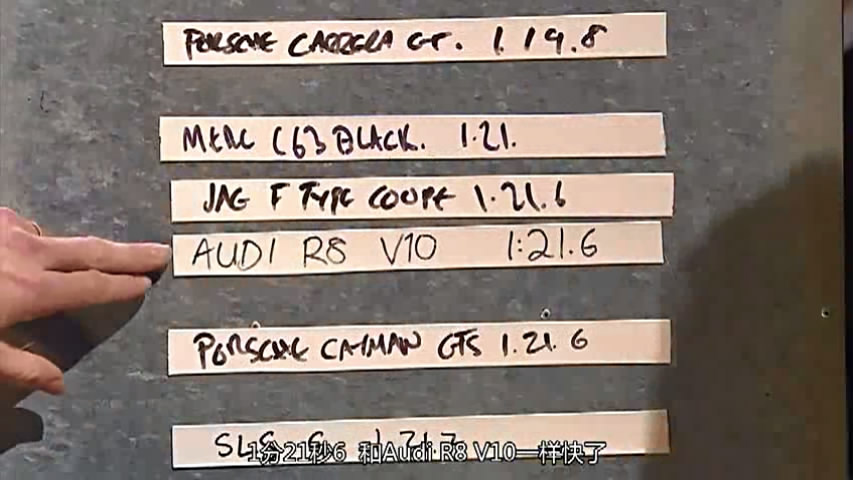 PORSCHE CARRERA GT. 1.19.8
MERC C63 BLACK. 1.21.
JAG F TYPE COUPE 1.21.6
AUDI R8 V10 1:21.6
PORSCHE CAYMAN GTS 1.21.6
1分21秒6 和Audi R8 V10一样快了